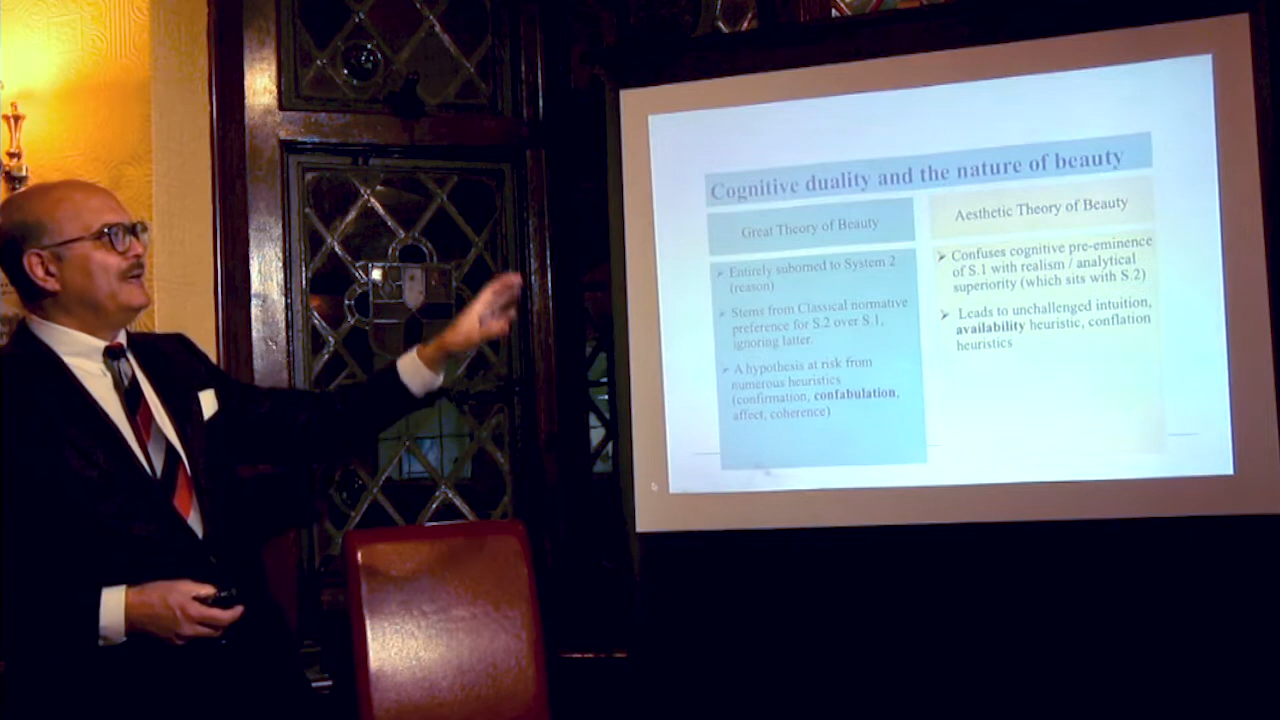 Cognitive duality and the nature of beauty
Great Theory of Beauty
➢ Entirely suborned to System 2
(reason)
➢ Stems from Classical normative
preference for S.2 over S.1,
ignoring latter.
➢ A hypothesis at risk from
numerous heuristics
(confirmation, confabulation,
affect, coherence)
Aesthetic Theory of Beauty
➢ Confuses cognitive pre-eminence
of S.1 with realism / analytical
superiority (which sits with S.2)
➢ Leads to unchallenged intuition,
availability heuristic, conflation
heuristics